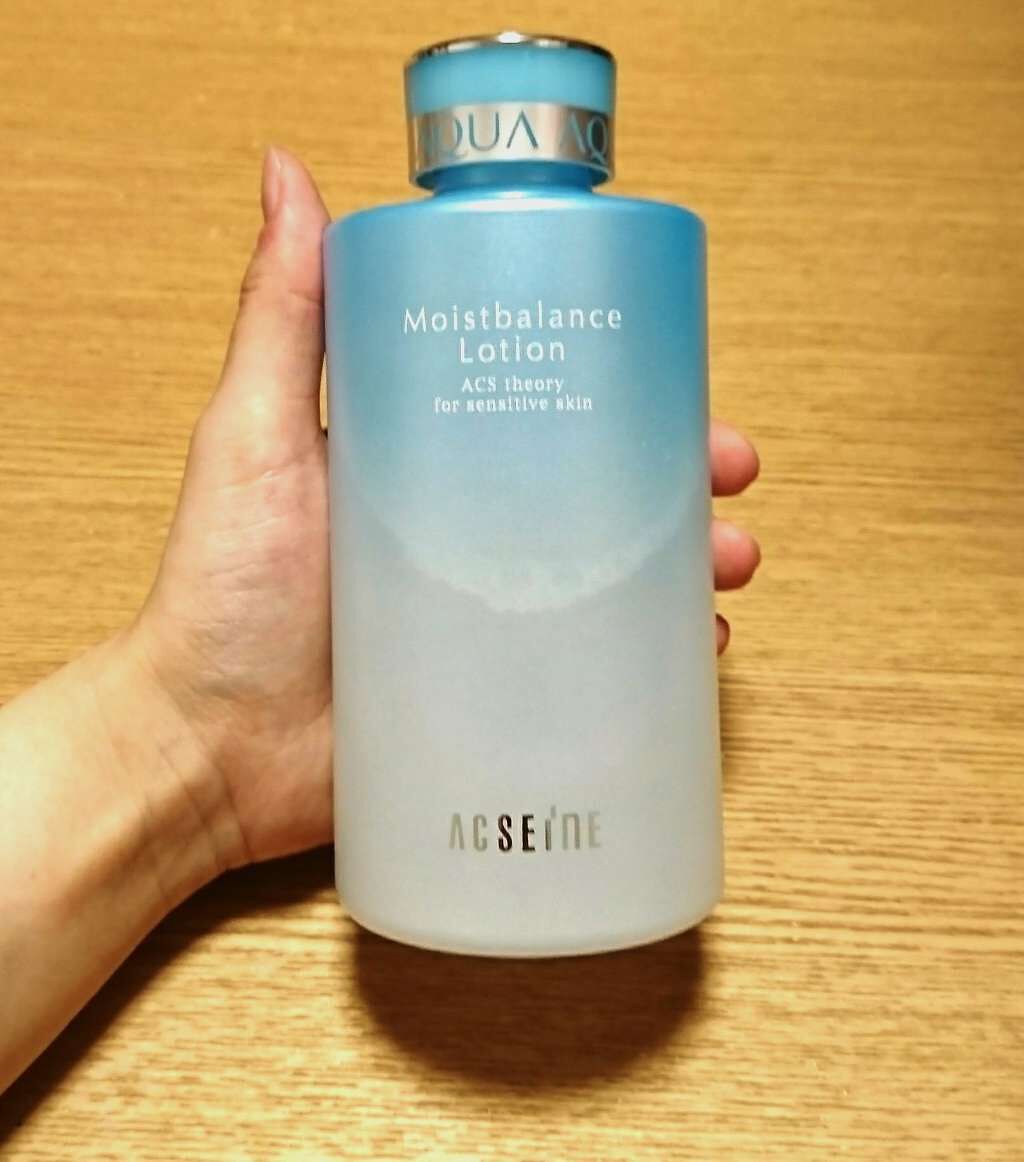 AQUA AQ
Moistbalance
Lotion
ACS theory
for sensitive skin
ACSEINE